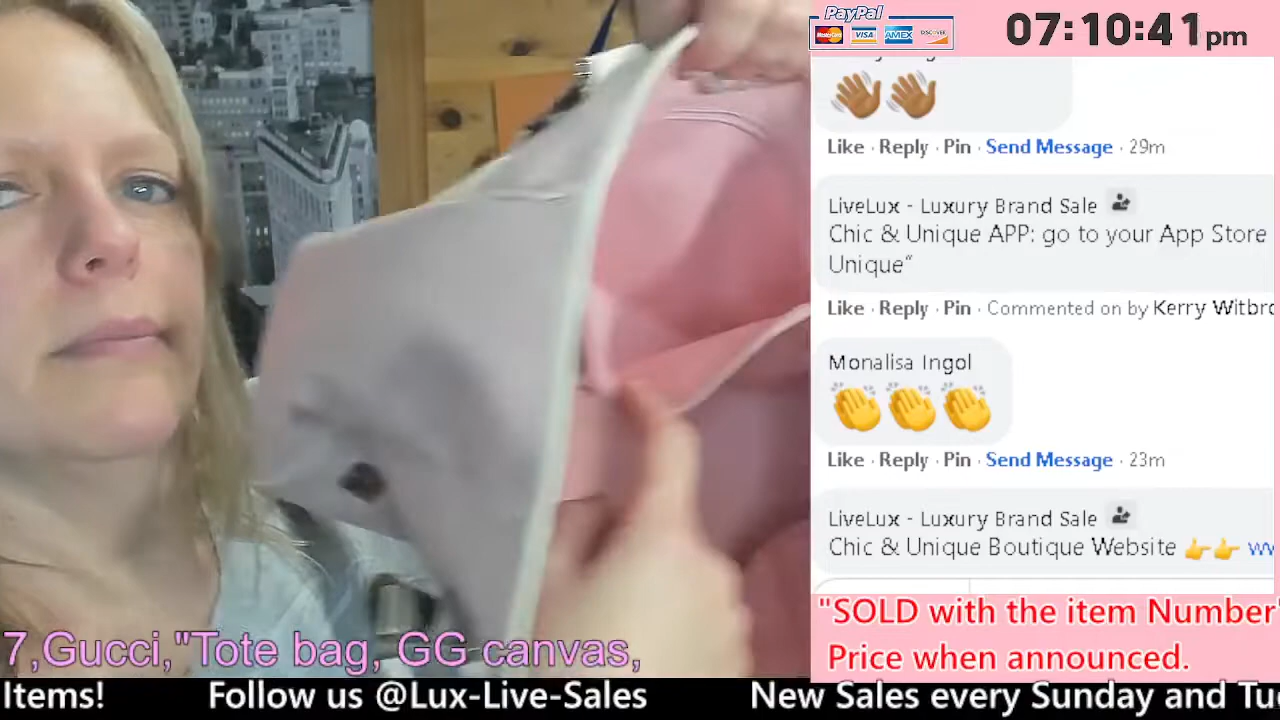 PayPal
MasterCard VISA AMEX DISCOVER
07:10:41pm
Like · Reply · Pin · Send Message · 29m
LiveLux - Luxury Brand Sale
Chic & Unique APP: go to your App Store
Unique“
Like · Reply · Pin · Commented on by Kerry
Monalisa Ingol
Like · Reply · Pin · Send Message · 23m
LiveLux - Luxury Brand Sale
Chic & Unique Boutique Website
"SOLD with the item Number"
Price when announced.
7,Gucci,"Tote bag, GG canvas,
Items! Follow us @Lux-Live-Sales New Sales every Sunday and